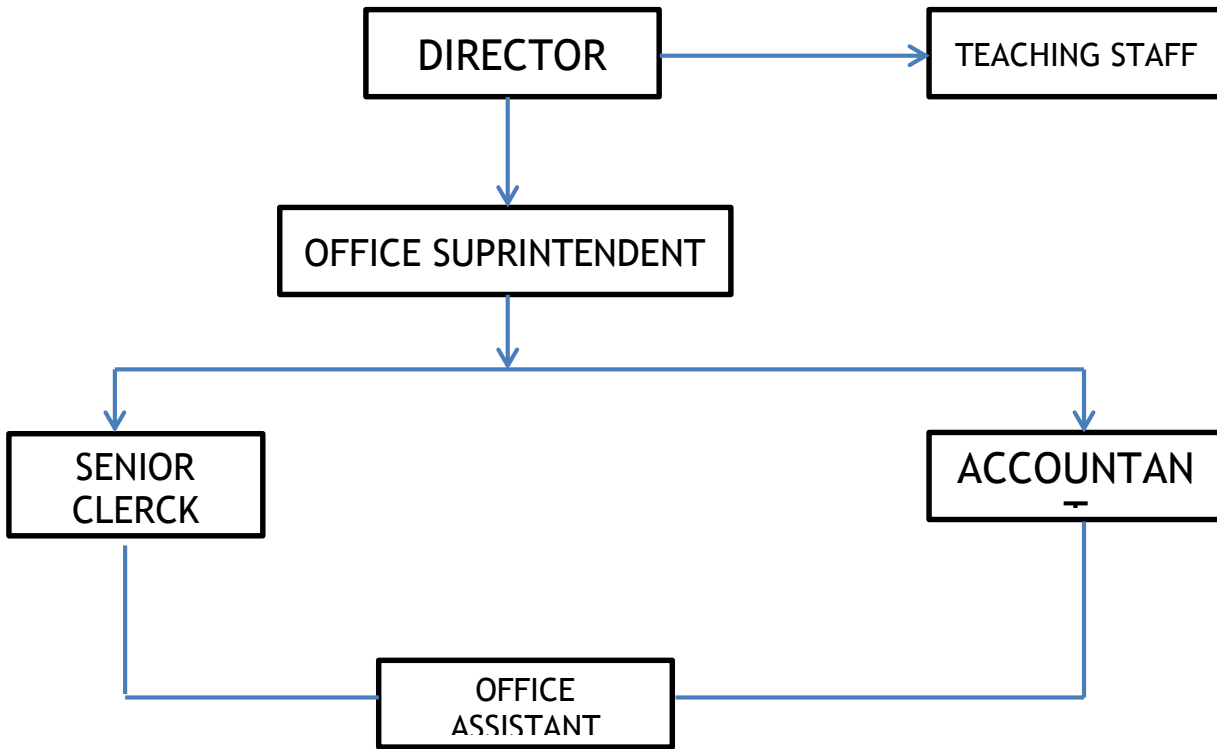 DIRECTOR
TEACHING STAFF
OFFICE SUPRINTENDENT
SENIOR
CLERCK
ACCOUNTAN
T
OFFICE
ASSISTANT